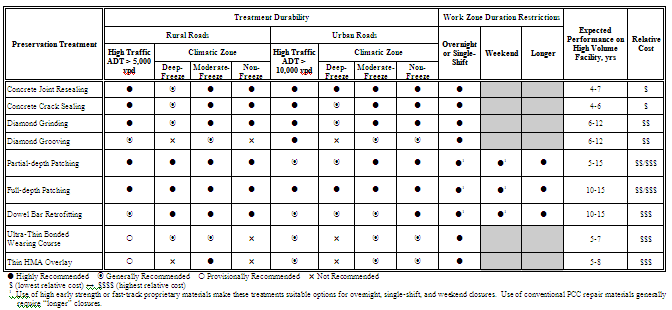 Treatment Durability Work Zone Duration Restrictions
Preservation Treatment Rural Roads Urban Roads Overnight or Single-Shift Weekend Longer Expected Performance on High Volume Facility, yrs Relative Cost
High Traffic ADT > 5,000 vpd Climatic Zone High Traffic ADT > 10,000 vpd Climatic Zone
Deep-Freeze Moderate-Freeze Non-Freeze Deep-Freeze Moderate-Freeze Non-Freeze
Concrete Joint Resealing ● ⦿ ● ● ● ⦿ ● ● ● 4-7 $
Concrete Crack Sealing ● ⦿ ● ● ● ⦿ ● ● ● 4-6 $
Diamond Grinding ● ⦿ ● ● ● ⦿ ● ● ● 6-12 $$
Diamond Grooving ⦿ × ⦿ × ● × ⦿ ⦿ ● 6-12 $$
Partial-depth Patching ● ● ● ● ⦿ ⦿ ● ● ●¹ ●¹ ● 5-15 $$/$$$
Full-depth Patching ● ● ● ● ● ● ● ● ●¹ ●¹ ● 10-15 $$/$$$
Dowel Bar Retrofitting ⦿ ● ● ● ⦿ ⦿ ⦿ ● ●¹ ●¹ ● 10-15 $$$
Ultra-Thin Bonded
Wearing Course ○ ⦿ ⦿ × ⦿ × ⦿ ⦿ ● 5-7 $$$
Thin HMA Overlay ○ × ● × ⦿ × ⦿ ⦿ ● 5-8 $$$
● Highly Recommended ⦿ Generally Recommended ○ Provisionally Recommended × Not Recommended
$ (lowest relative cost) $$$$ (highest relative cost)
¹ Use of high early strength or fast-track proprietary materials make these treatments suitable options for overnight, single-shift, and weekend closures. Use of conventional PCC repair materials generally
require “longer” closures.